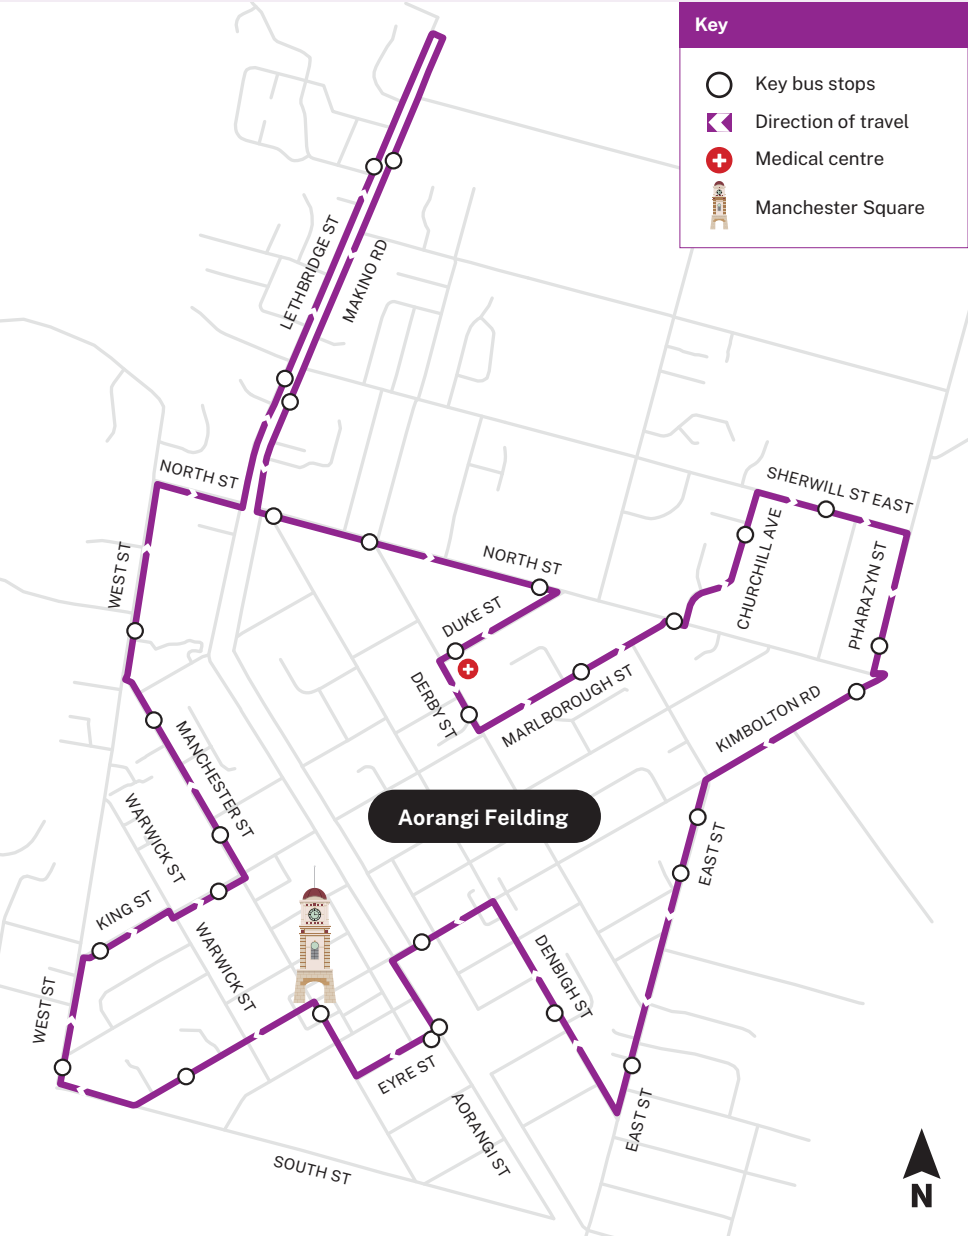 Key
Key bus stops
Direction of travel
Medical centre
Manchester Square
LETHBRIDGE ST
MAKINO RD
NORTH ST
SHERWILL ST EAST
CHURCHILL AVE
PHARAZYN ST
WEST ST
NORTH ST
DUKE ST
DERBY ST
MARLBOROUGH ST
KIMBOLTON RD
MANCHESTER ST
WARWICK ST
Aorangi Feilding
EAST ST
KING ST
WARWICK ST
DENBIGH ST
WEST ST
EYRE ST
AORANGI ST
EAST ST
SOUTH ST
N